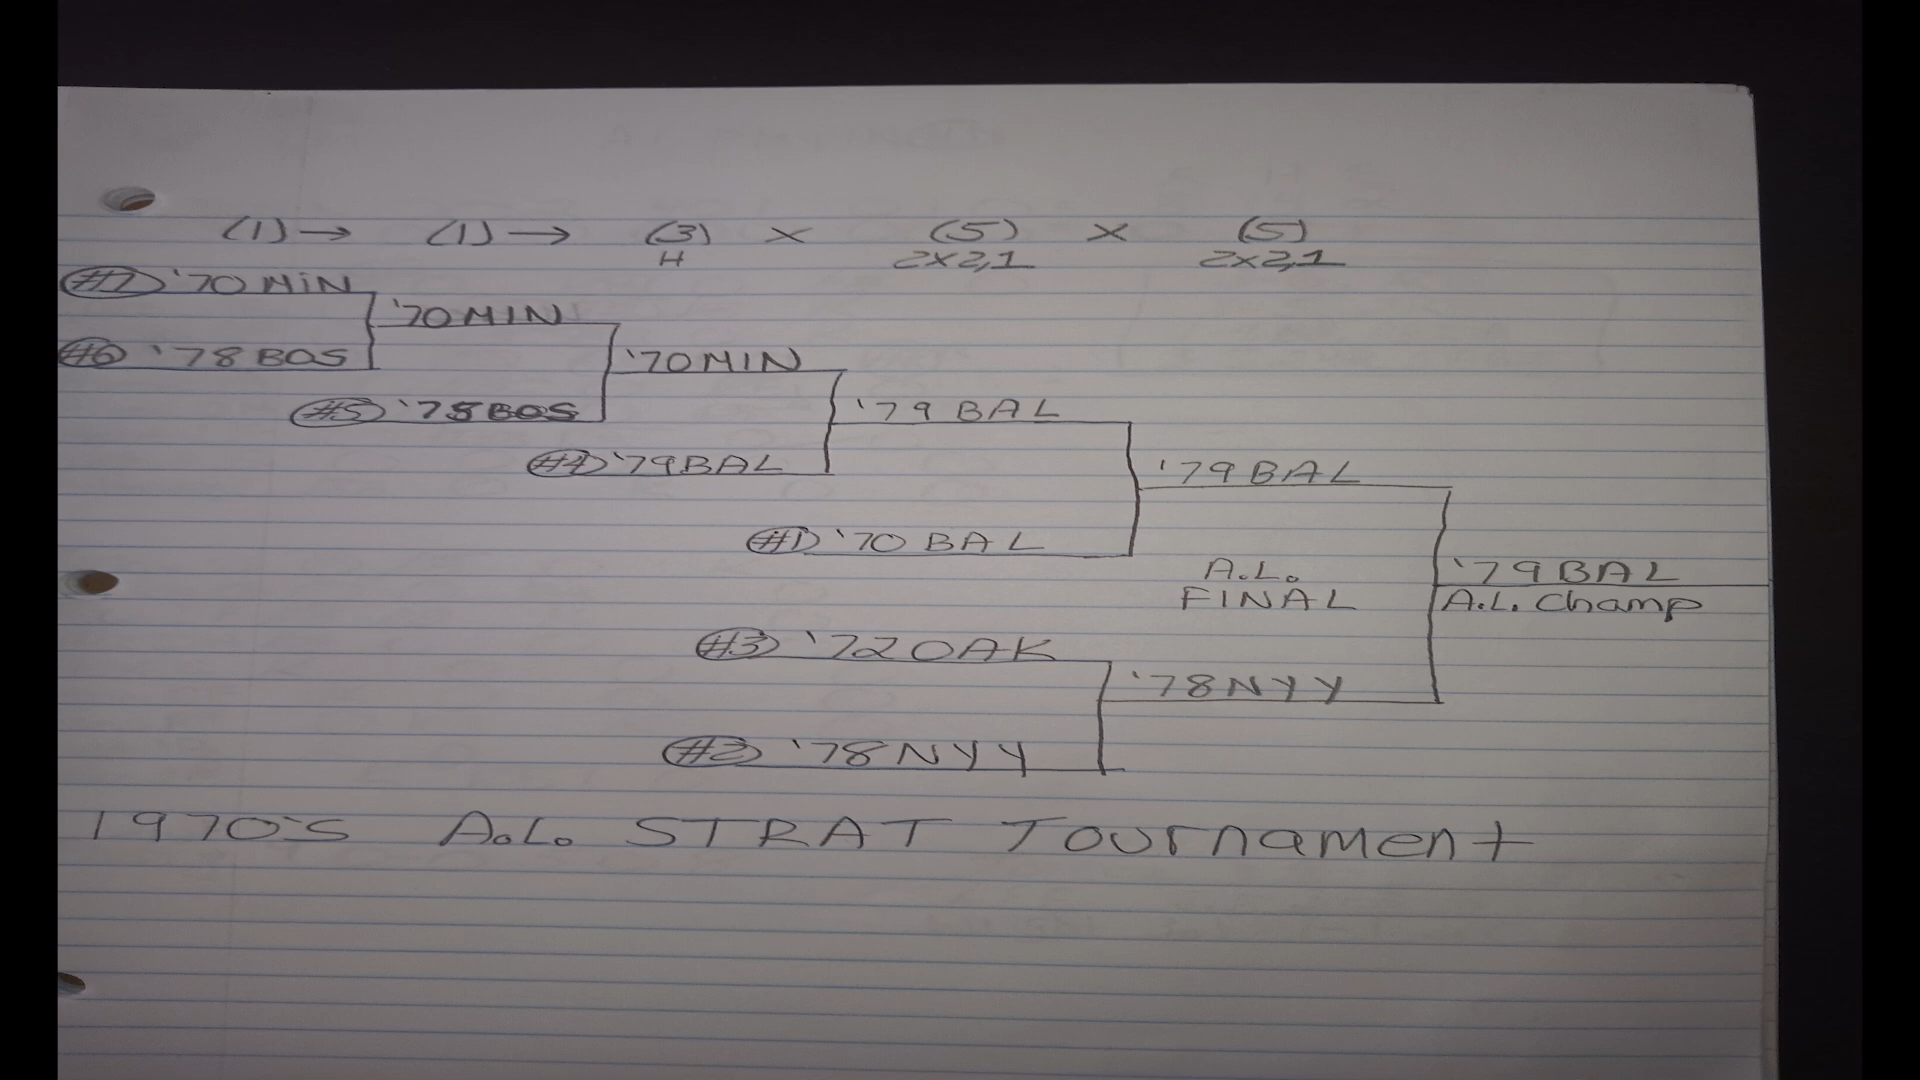 (1) → (1) → (3) x (5) x (5)
H 2x2,1 2x2,1
#7 '70 MIN
'70 MIN
#6 '78 BOS
'70 MIN
#5 '75 BOS
'79 BAL
#4 '79 BAL
'79 BAL
#1 '70 BAL
A.L.
FINAL
'79 BAL
A.L. Champ
#3 '72 OAK
'78 NYY
#2 '78 NYY
1970'S A.L. STRAT Tournament